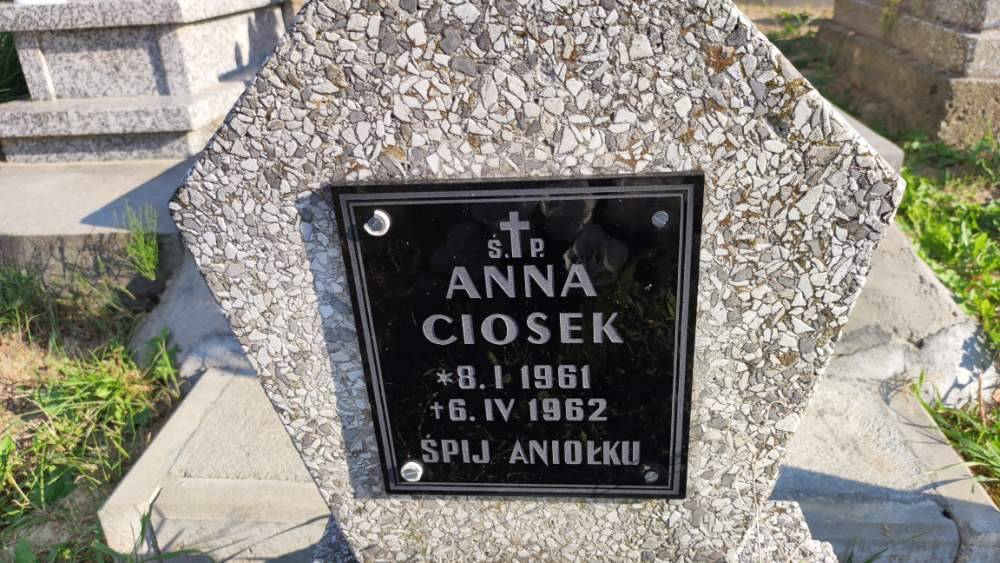 Ś. P.
ANNA
CIOSEK
*8. I 1961
†6. IV 1962
ŚPIJ ANIOŁKU